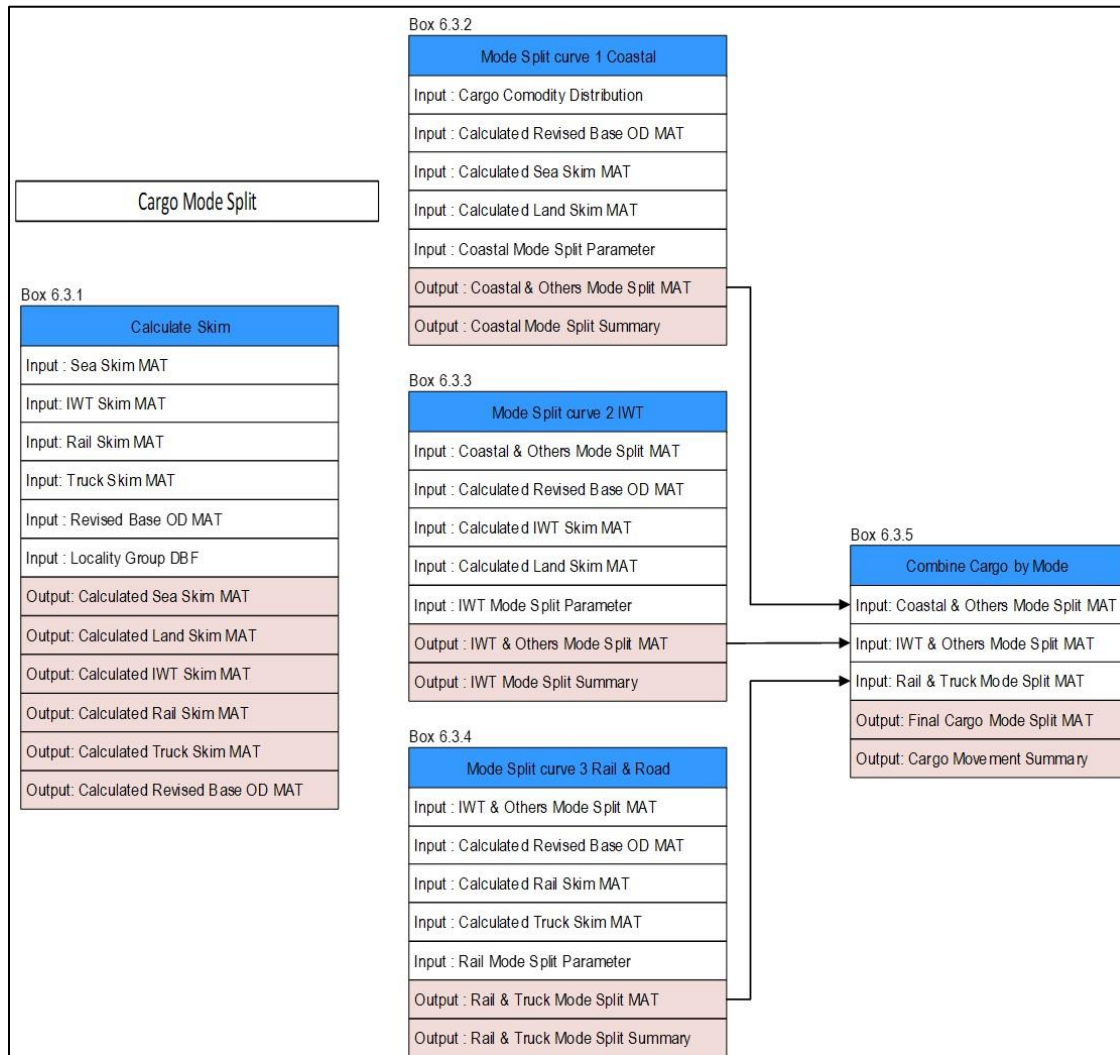 Cargo Mode Split
Box 6.3.1
Calculate Skim
Input : Sea Skim MAT
Input: IWT Skim MAT
Input: Rail Skim MAT
Input: Truck Skim MAT
Input : Revised Base OD MAT
Input : Locality Group DBF
Output: Calculated Sea Skim MAT
Output: Calculated Land Skim MAT
Output: Calculated IWT Skim MAT
Output: Calculated Rail Skim MAT
Output: Calculated Truck Skim MAT
Output: Calculated Revised Base OD MAT
Box 6.3.2
Mode Split curve 1 Coastal
Input : Cargo Comodity Distribution
Input : Calculated Revised Base OD MAT
Input : Calculated Sea Skim MAT
Input : Calculated Land Skim MAT
Input : Coastal Mode Split Parameter
Output : Coastal & Others Mode Split MAT
Output : Coastal Mode Split Summary
Box 6.3.3
Mode Split curve 2 IWT
Input : Coastal & Others Mode Split MAT
Input : Calculated Revised Base OD MAT
Input : Calculated IWT Skim MAT
Input : Calculated Land Skim MAT
Input : IWT Mode Split Parameter
Output : IWT & Others Mode Split MAT
Output : IWT Mode Split Summary
Box 6.3.4
Mode Split curve 3 Rail & Road
Input : IWT & Others Mode Split MAT
Input : Calculated Revised Base OD MAT
Input : Calculated Rail Skim MAT
Input : Calculated Truck Skim MAT
Input : Rail Mode Split Parameter
Output : Rail & Truck Mode Split MAT
Output : Rail & Truck Mode Split Summary
Box 6.3.5
Combine Cargo by Mode
Input: Coastal & Others Mode Split MAT
Input: IWT & Others Mode Split MAT
Input: Rail & Truck Mode Split MAT
Output: Final Cargo Mode Split MAT
Output: Cargo Movement Summary